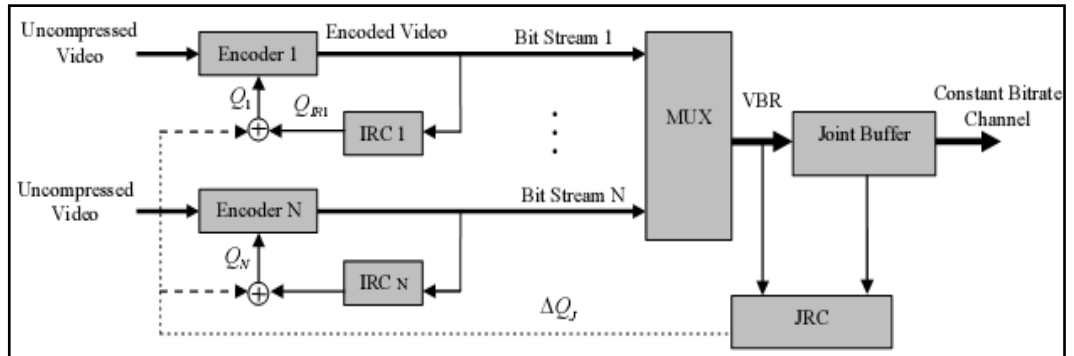 Uncompressed
Video
Encoder 1
Encoded Video
Bit Stream 1
Q1
QIR1
IRC 1
MUX
VBR
Joint Buffer
Constant Bitrate
Channel
Uncompressed
Video
Encoder N
Bit Stream N
QN
IRC N
ΔQJ
JRC